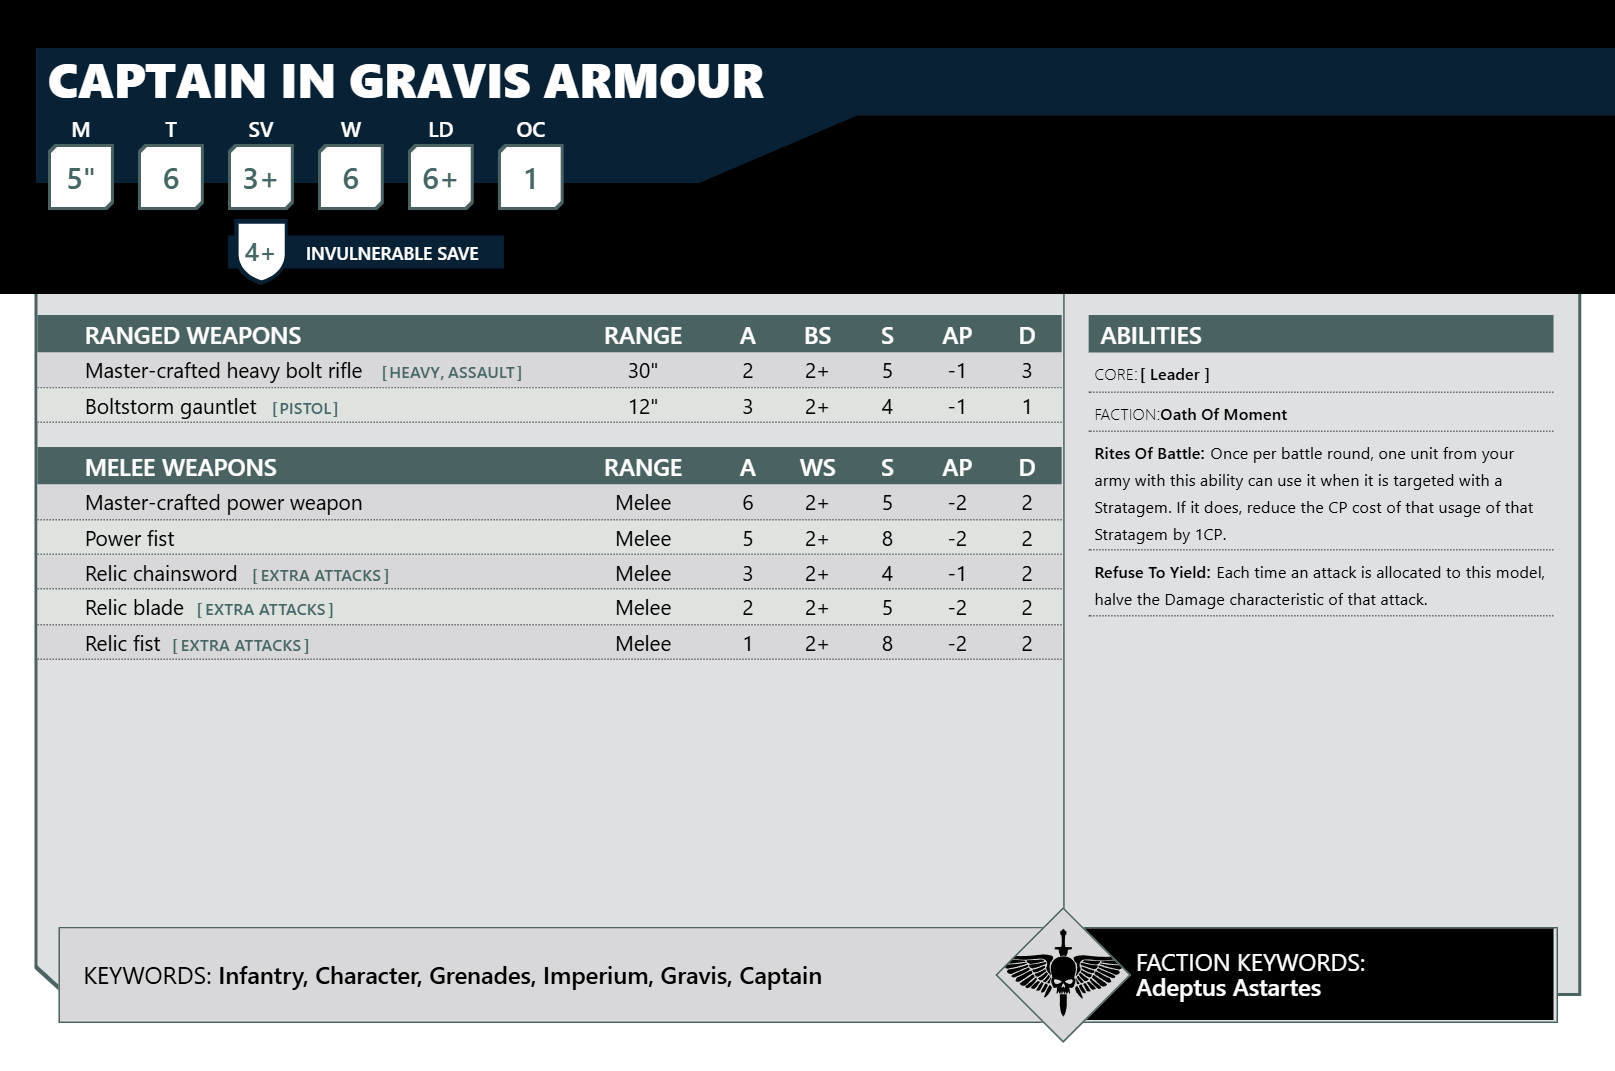 CAPTAIN IN GRAVIS ARMOUR
M T SV W LD OC
5" 6 3+ 6 6+ 1
4+ INVULNERABLE SAVE
RANGED WEAPONS RANGE A BS S AP D
Master-crafted heavy bolt rifle [HEAVY, ASSAULT] 30" 2 2+ 5 -1 3
Boltstorm gauntlet [PISTOL] 12" 3 2+ 4 -1 1
MELEE WEAPONS RANGE A WS S AP D
Master-crafted power weapon Melee 6 2+ 5 -2 2
Power fist Melee 5 2+ 8 -2 2
Relic chainsword [EXTRA ATTACKS] Melee 3 2+ 4 -1 2
Relic blade [EXTRA ATTACKS] Melee 2 2+ 5 -2 2
Relic fist [EXTRA ATTACKS] Melee 1 2+ 8 -2 2
ABILITIES
CORE: [ Leader ]
FACTION:Oath Of Moment
Rites Of Battle: Once per battle round, one unit from your
army with this ability can use it when it is targeted with a
Stratagem. If it does, reduce the CP cost of that usage of that
Stratagem by 1CP.
Refuse To Yield: Each time an attack is allocated to this model,
halve the Damage characteristic of that attack.
KEYWORDS: Infantry, Character, Grenades, Imperium, Gravis, Captain
FACTION KEYWORDS:
Adeptus Astartes